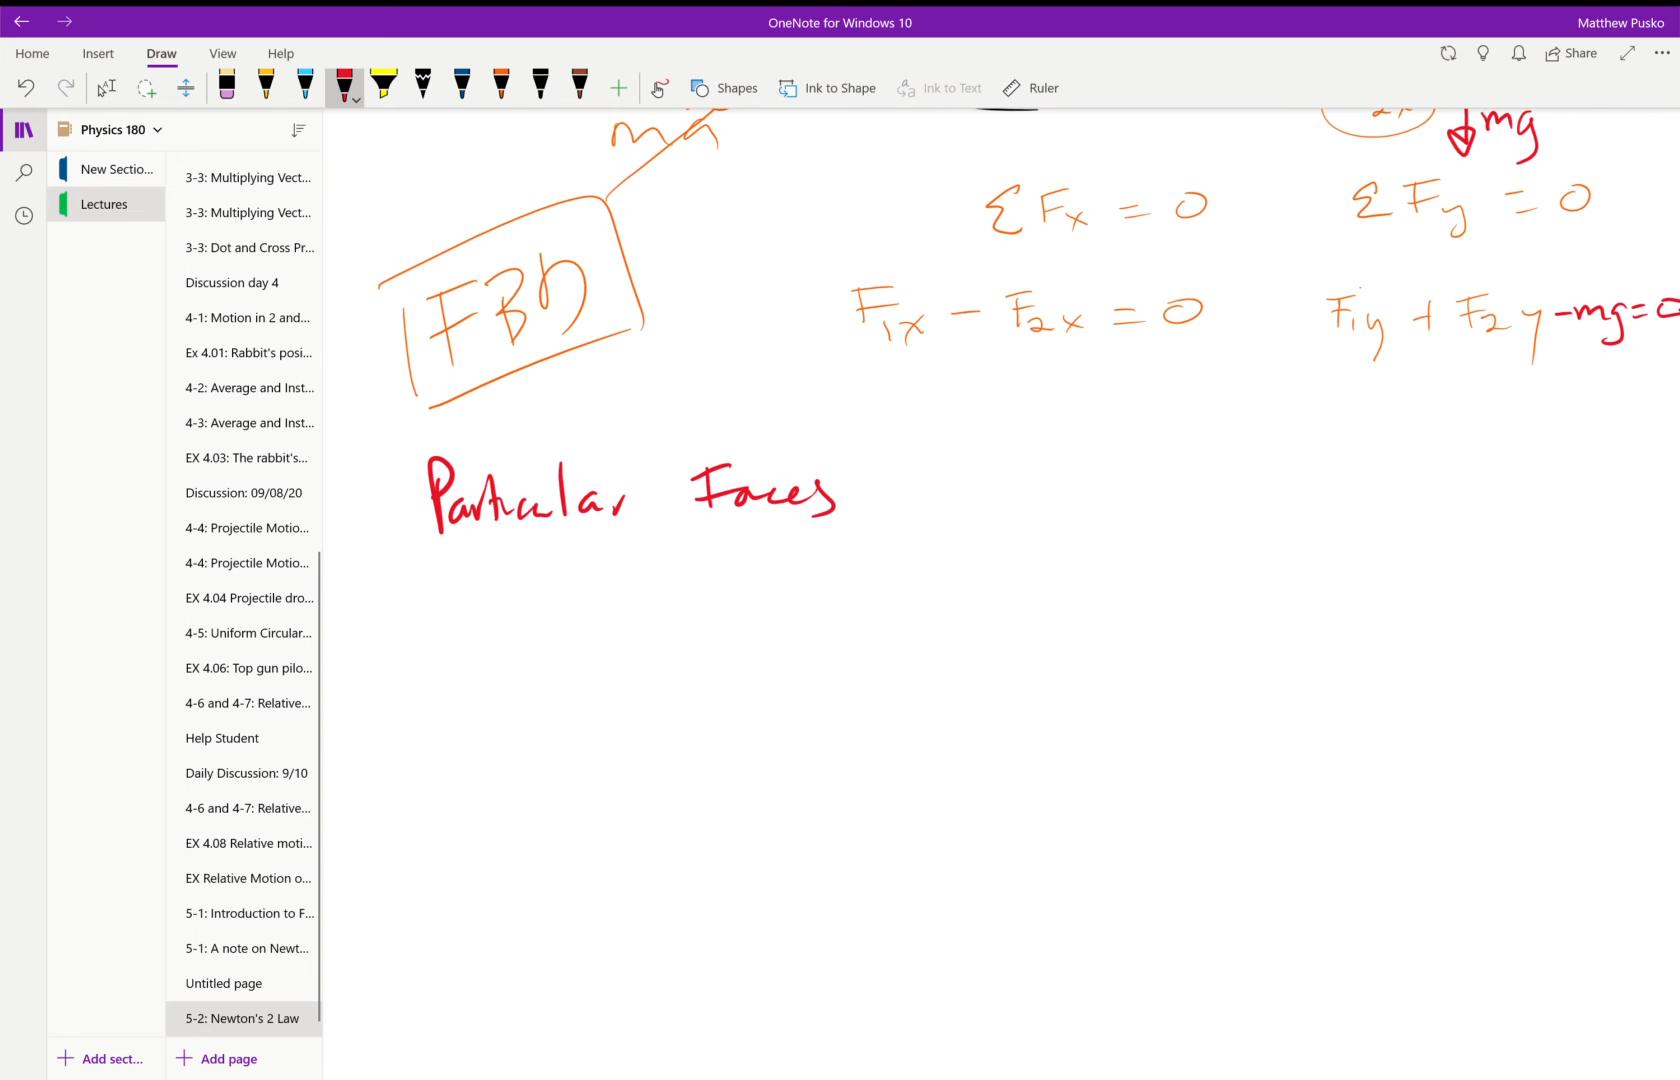 OneNote for Windows 10
Matthew Pusko
Home Insert Draw View Help
Share
Shapes
Ink to Shape
Ink to Text
Ruler
Physics 180
New Sectio...
Lectures
3-3: Multiplying Vect...
3-3: Multiplying Vect...
3-3: Dot and Cross Pr...
Discussion day 4
4-1: Motion in 2 and...
Ex 4.01: Rabbit's posi...
4-2: Average and Inst...
4-3: Average and Inst...
EX 4.03: The rabbit's...
Discussion: 09/08/20
4-4: Projectile Motio...
4-4: Projectile Motio...
EX 4.04 Projectile dro...
4-5: Uniform Circular...
EX 4.06: Top gun pilo...
4-6 and 4-7: Relative...
Help Student
Daily Discussion: 9/10
4-6 and 4-7: Relative...
EX 4.08 Relative moti...
EX Relative Motion o...
5-1: Introduction to F...
5-1: A note on Newt...
Untitled page
5-2: Newton's 2 Law
Add sect...
Add page
mg
ΣFx = 0
ΣFy = 0
FBD
F1x - F2x = 0
F1y + F2y -mg=0
Particular Forces